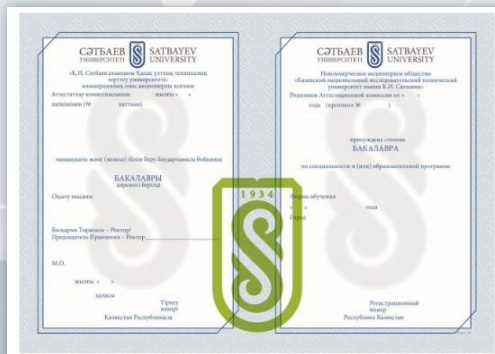 СӘТБАЕВ
УНИВЕРСИТЕТІ
SATBAYEV
UNIVERSITY
«Қ.И. Сәтбаев атындағы Қазақ ұлттық техникалық
зерттеу университеті»
коммерциялық емес акционерлік қоғамы
Аттестаттау комиссиясының жылғы « »
шешімімен (№ хаттама)
мамандығы және (немесе) білім беру бағдарламасы бойынша
БАКАЛАВРЫ
дәрежесі берілді
Оқыту нысаны
Басқарма Төрағасы – Ректор/
Председатель Правления – Ректор
М.О.
жылғы « »
қаласы
Тіркеу
нөмірі
Қазақстан Республикасы
1934
СӘТБАЕВ
УНИВЕРСИТЕТІ
SATBAYEV
UNIVERSITY
Некоммерческое акционерное общество
«Казахский национальный исследовательский технический
университет имени К.И. Сатпаева»
Решением Аттестационной комиссии от « »
года (протокол № )
присуждена степень
БАКАЛАВРА
по специальности и (или) образовательной программе
Форма обучения
« » года
Город
Регистрационный
номер
Республика Казахстан